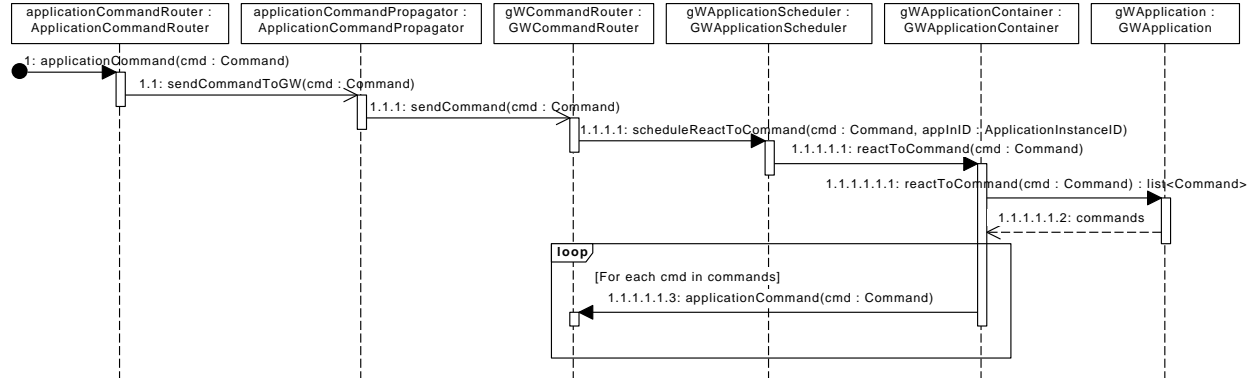 applicationCommandRouter :
ApplicationCommandRouter
applicationCommandPropagator :
ApplicationCommandPropagator
gWCommandRouter :
GWCommandRouter
gWApplicationScheduler :
GWApplicationScheduler
gWApplicationContainer :
GWApplicationContainer
gWApplication :
GWApplication
1: applicationCommand(cmd : Command)
1.1: sendCommandToGW(cmd : Command)
1.1.1: sendCommand(cmd : Command)
1.1.1.1: scheduleReactToCommand(cmd : Command, appInID : ApplicationInstanceID)
1.1.1.1.1: reactToCommand(cmd : Command)
1.1.1.1.1.1: reactToCommand(cmd : Command) : list<Command>
1.1.1.1.1.2: commands
loop
[For each cmd in commands]
1.1.1.1.1.3: applicationCommand(cmd : Command)